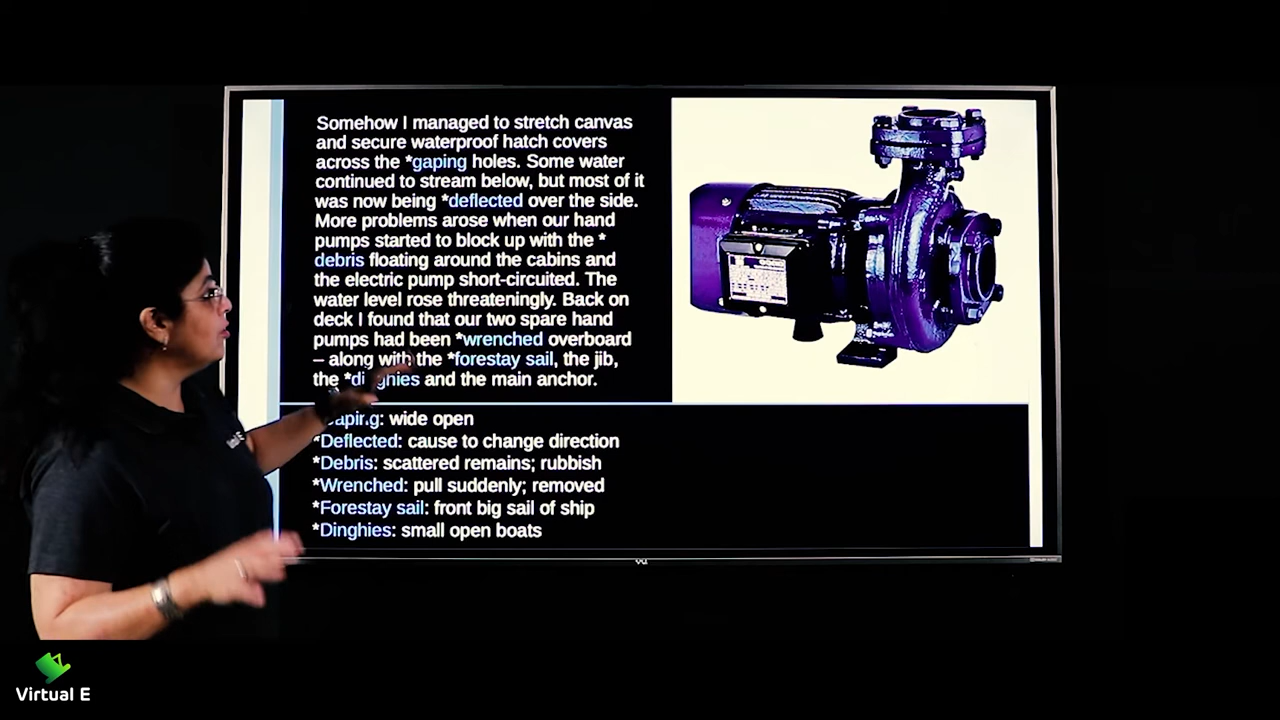 Somehow I managed to stretch canvas
and secure waterproof hatch covers
across the *gaping holes. Some water
continued to stream below, but most of it
was now being *deflected over the side.
More problems arose when our hand
pumps started to block up with the *
debris floating around the cabins and
the electric pump short-circuited. The
water level rose threateningly. Back on
deck I found that our two spare hand
pumps had been *wrenched overboard
– along with the *forestay sail, the jib,
the *dinghies and the main anchor.
Gaping: wide open
*Deflected: cause to change direction
*Debris: scattered remains; rubbish
*Wrenched: pull suddenly; removed
*Forestay sail: front big sail of ship
*Dinghies: small open boats
Virtual E